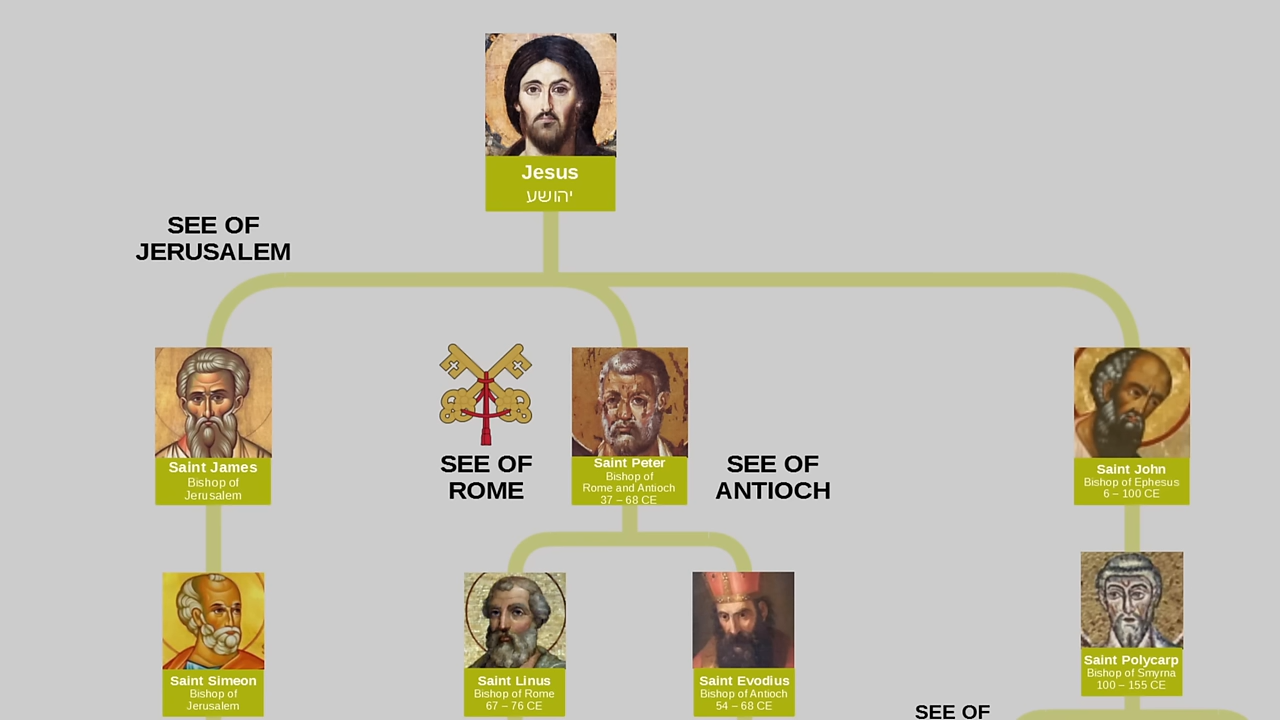 Jesus
יהושע
SEE OF
JERUSALEM
Saint James
Bishop of
Jerusalem
SEE OF
ROME
Saint Peter
Bishop of
Rome and Antioch
37 – 68 CE
SEE OF
ANTIOCH
Saint John
Bishop of Ephesus
6 – 100 CE
Saint Simeon
Bishop of
Jerusalem
Saint Linus
Bishop of Rome
67 – 76 CE
Saint Evodius
Bishop of Antioch
54 – 68 CE
Saint Polycarp
Bishop of Smyrna
100 – 155 CE
SEE OF